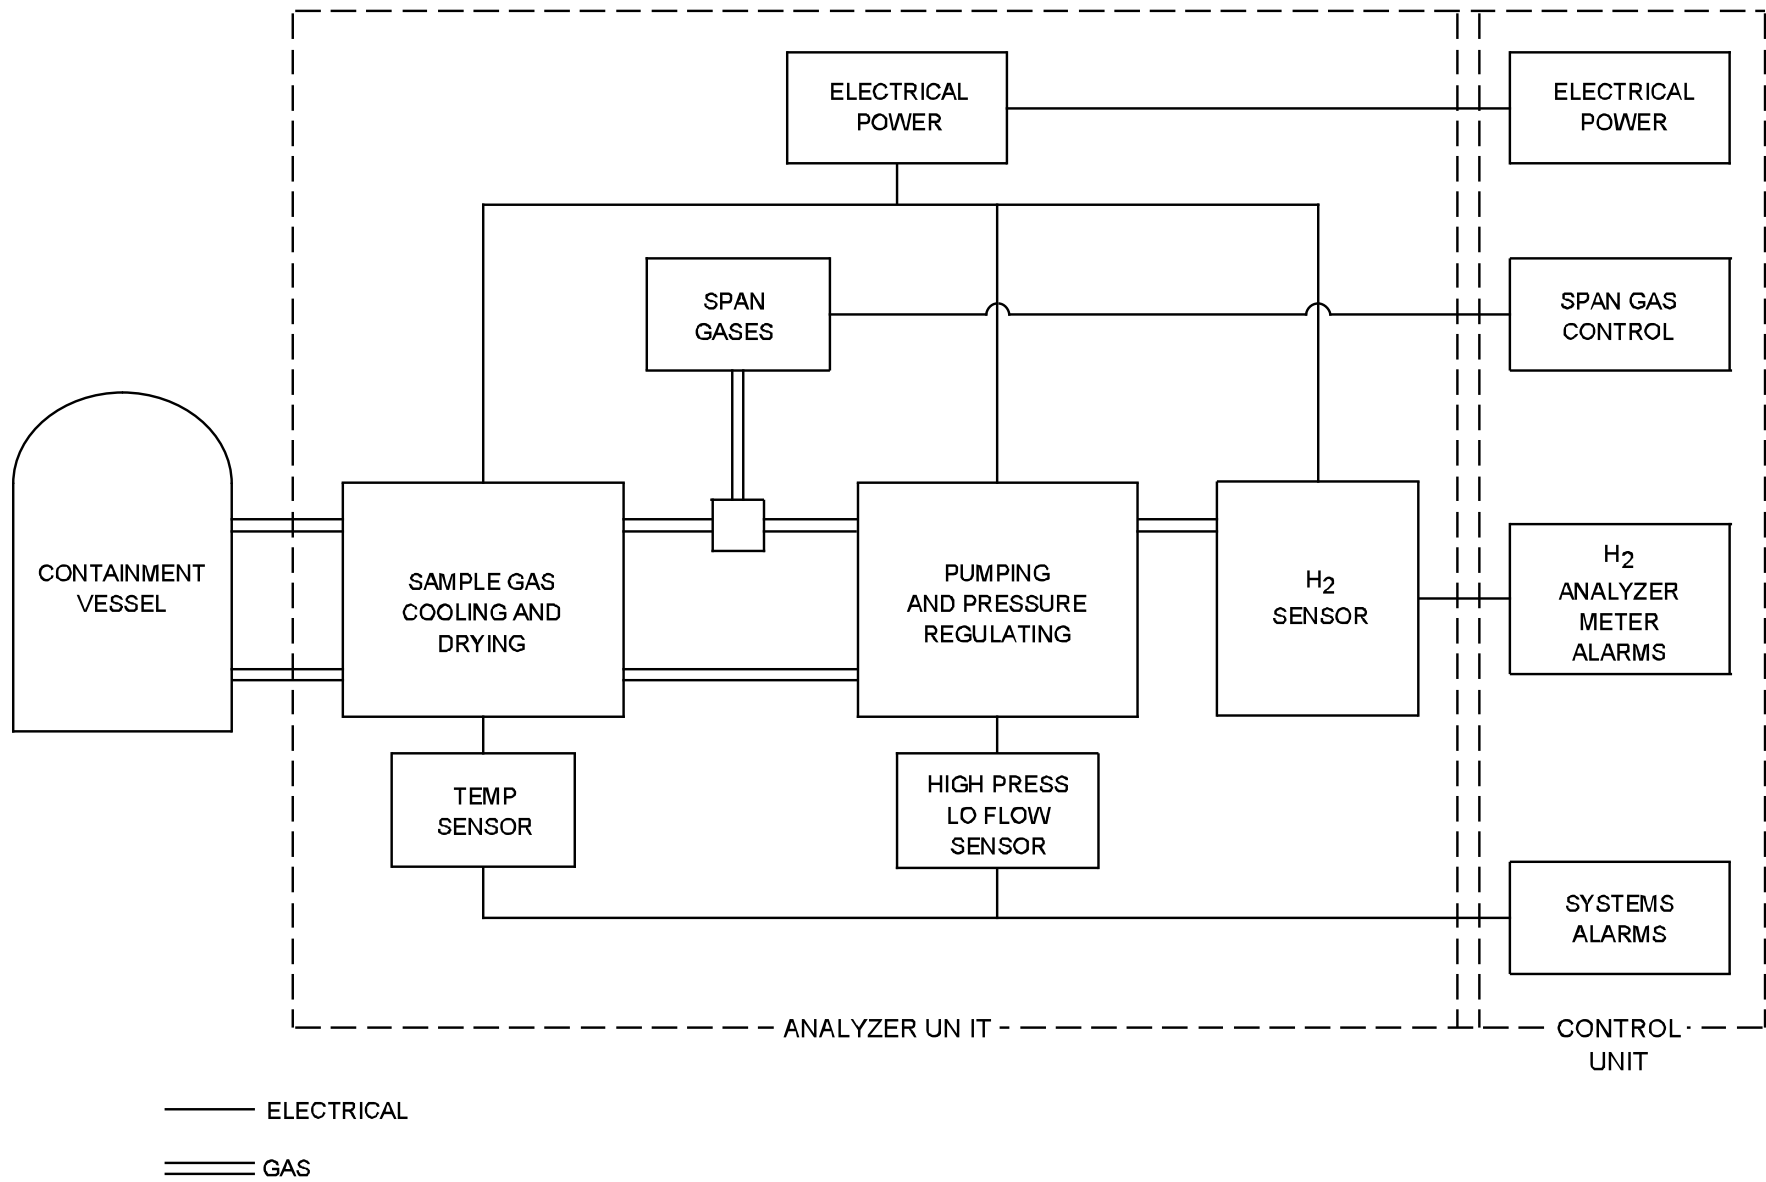 ELECTRICAL
POWER
ELECTRICAL
POWER
SPAN
GASES
SPAN GAS
CONTROL
CONTAINMENT
VESSEL
SAMPLE GAS
COOLING AND
DRYING
PUMPING
AND PRESSURE
REGULATING
H2
SENSOR
H2
ANALYZER
METER
ALARMS
TEMP
SENSOR
HIGH PRESS
LO FLOW
SENSOR
SYSTEMS
ALARMS
ANALYZER UN IT
CONTROL
UNIT
ELECTRICAL
GAS